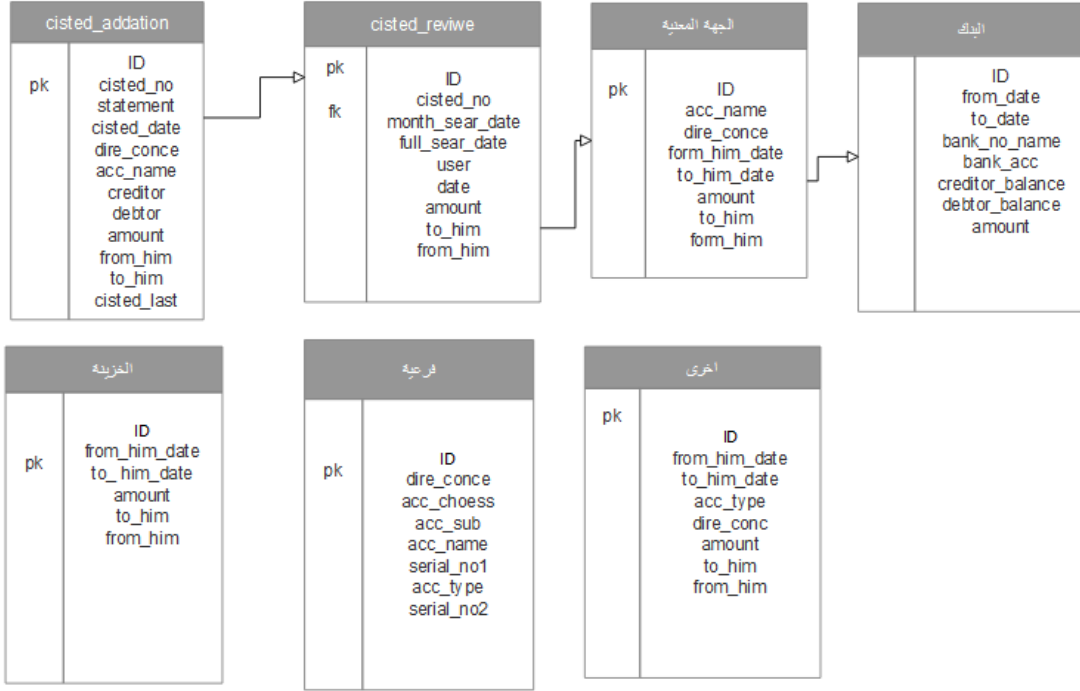 cisted_addation
pk
ID
cisted_no
statement
cisted_date
dire_conce
acc_name
creditor
debtor
amount
from_him
to_him
cisted_last
cisted_reviwe
pk
fk
ID
cisted_no
month_sear_date
full_sear_date
user
date
amount
to_him
from_him
الجهة المعنية
pk
ID
acc_name
dire_conce
form_him_date
to_him_date
amount
to_him
form_him
البنك
ID
from_date
to_date
bank_no_name
bank_acc
creditor_balance
debtor_balance
amount
الخزينة
pk
ID
from_him_date
to_ him_date
amount
to_him
from_him
فرعية
pk
ID
dire_conce
acc_choess
acc_sub
acc_name
serial_no1
acc_type
serial_no2
اخرى
pk
ID
from_him_date
to_him_date
acc_type
dire_conc
amount
to_him
from_him